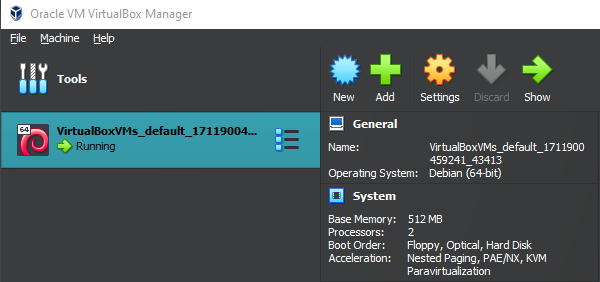 Oracle VM VirtualBox Manager
File Machine Help
Tools
New Add Settings Discard Show
64
VirtualBoxVMs_default_17119004...
Running
General
Name: VirtualBoxVMs_default_1711900
459241_43413
Operating System: Debian (64-bit)
System
Base Memory: 512 MB
Processors: 2
Boot Order: Floppy, Optical, Hard Disk
Acceleration: Nested Paging, PAE/NX, KVM
Paravirtualization